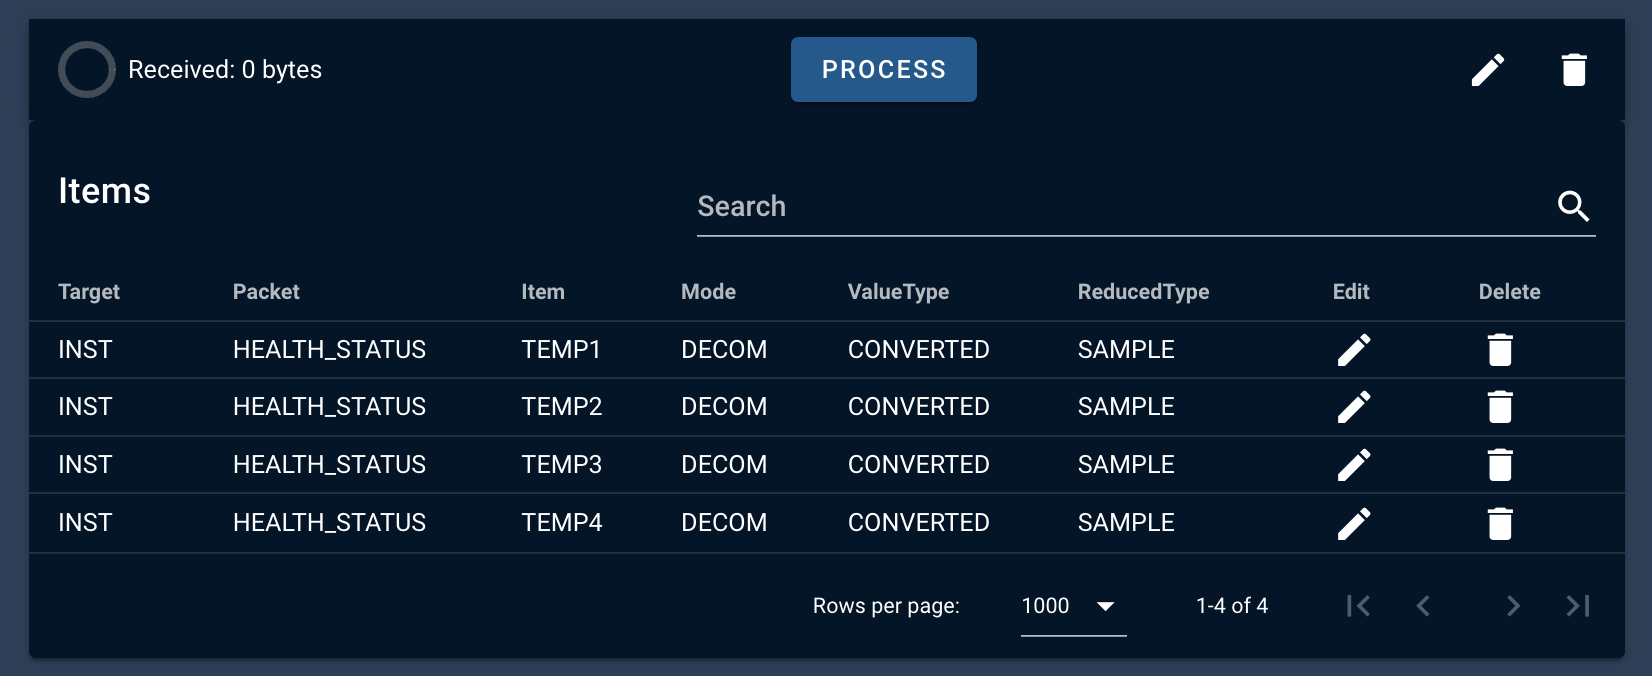 Received: 0 bytes PROCESS
Items
Search
Target Packet Item Mode ValueType ReducedType Edit Delete
INST HEALTH_STATUS TEMP1 DECOM CONVERTED SAMPLE
INST HEALTH_STATUS TEMP2 DECOM CONVERTED SAMPLE
INST HEALTH_STATUS TEMP3 DECOM CONVERTED SAMPLE
INST HEALTH_STATUS TEMP4 DECOM CONVERTED SAMPLE
Rows per page: 1000 1-4 of 4